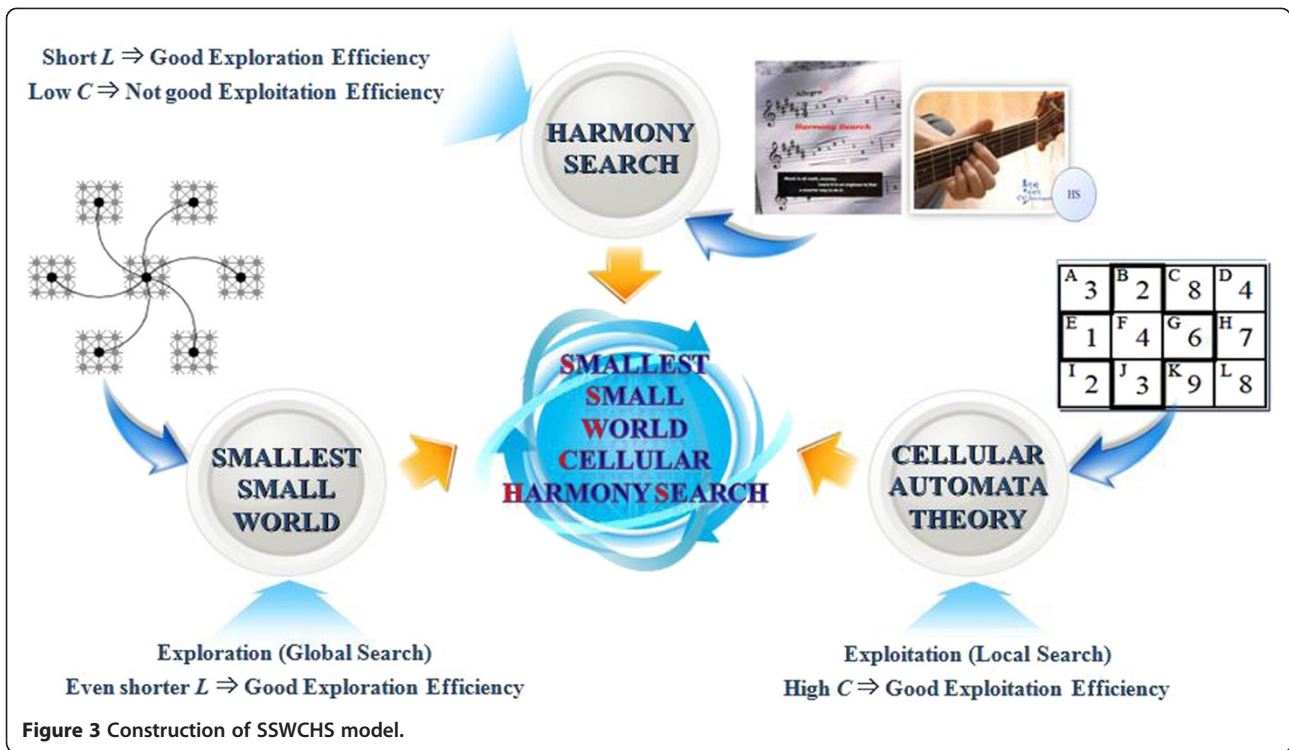 Short L ⇒ Good Exploration Efficiency
Low C ⇒ Not good Exploitation Efficiency
HARMONY
SEARCH
Allegro
Harmony Search
HS
A 3 B 2 C 8 D 4
E 1 F 4 G 6 H 7
I 2 J 3 K 9 L 8
SMALLEST
SMALL
WORLD
CELLULAR
HARMONY SEARCH
SMALLEST
SMALL
WORLD
CELLULAR
AUTOMATA
THEORY
Exploration (Global Search)
Even shorter L ⇒ Good Exploration Efficiency
Exploitation (Local Search)
High C ⇒ Good Exploitation Efficiency
Figure 3 Construction of SSWCHS model.